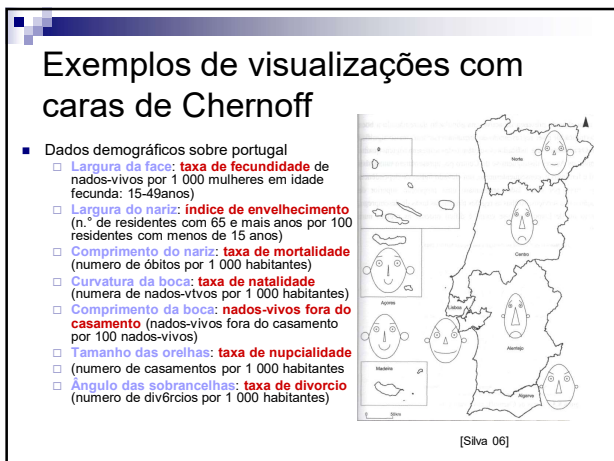 Exemplos de visualizações com
caras de Chernoff
Dados demográficos sobre portugal
Largura da face: taxa de fecundidade de
nados-vivos por 1 000 mulheres em idade
fecunda: 15-49anos)
Largura do nariz: índice de envelhecimento
(n.° de residentes com 65 e mais anos por 100
residentes com menos de 15 anos)
Comprimento do nariz: taxa de mortalidade
(numero de óbitos por 1 000 habitantes)
Curvatura da boca: taxa de natalidade
(numera de nados-vtvos por 1 000 habitantes)
Comprimento da boca: nados-vivos fora do
casamento (nados-vivos fora do casamento
por 100 nados-vivos)
Tamanho das orelhas: taxa de nupcialidade
(numero de casamentos por 1 000 habitantes
Ângulo das sobrancelhas: taxa de divorcio
(numero de div6rcios por 1 000 habitantes)
Norte
Centro
Açores
Lisboa
Alentejo
Madeira
Algarve
0
50km
[Silva 06]